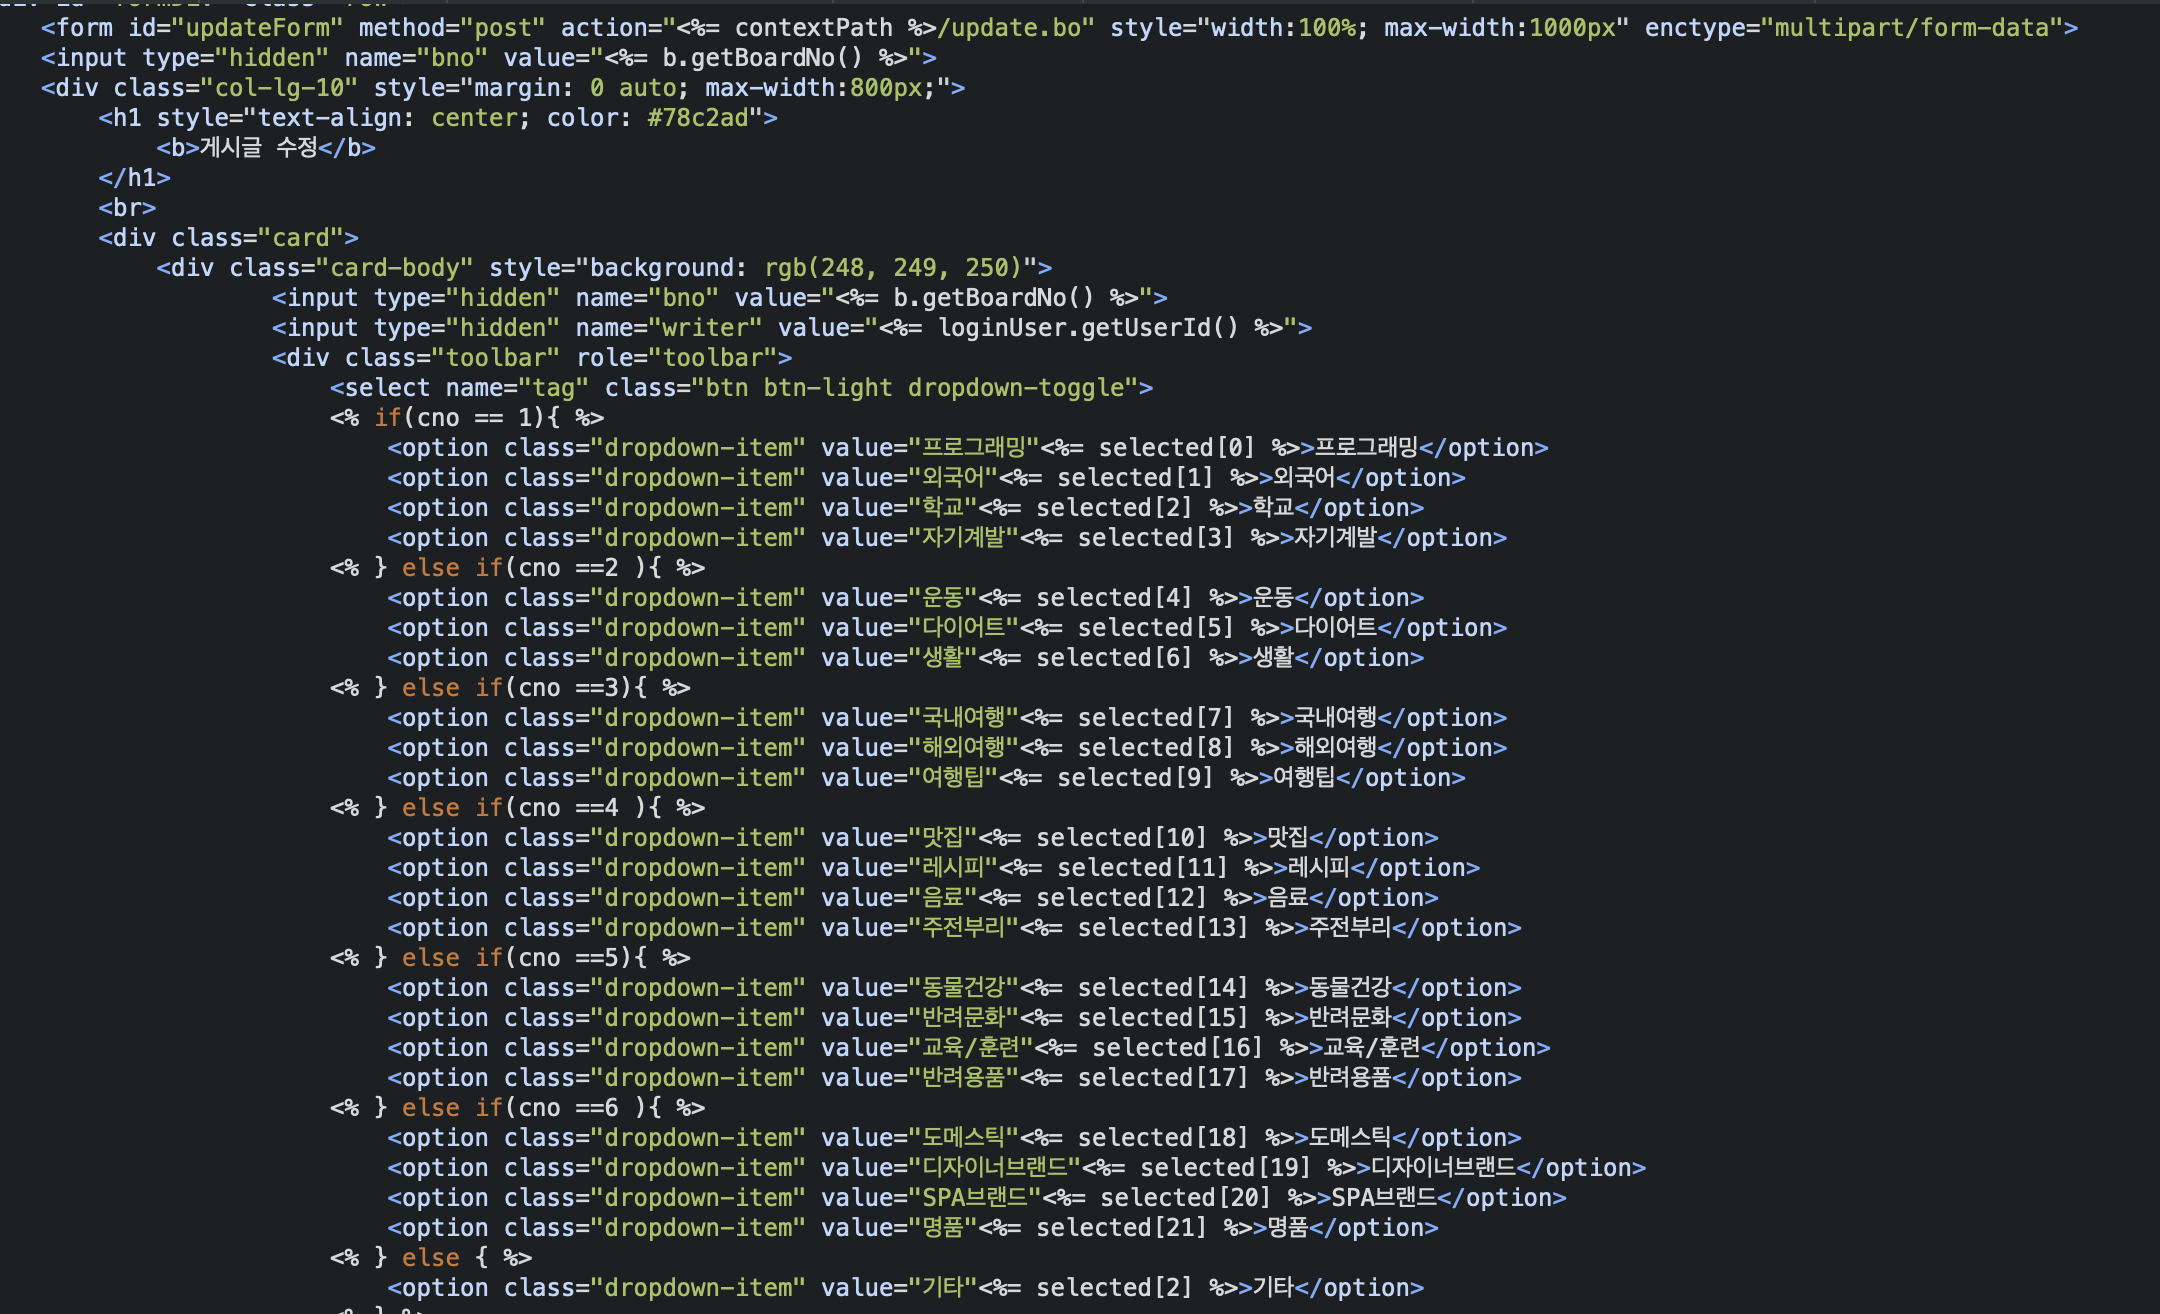 <form id="updateForm" method="post" action="<%= contextPath %>/update.bo" style="width:100%; max-width:1000px" enctype="multipart/form-data">
<input type="hidden" name="bno" value="<%= b.getBoardNo() %>">
<div class="col-lg-10" style="margin: 0 auto; max-width:800px;">
<h1 style="text-align: center; color: #78c2ad">
<b>게시글 수정</b>
</h1>
<br>
<div class="card">
<div class="card-body" style="background: rgb(248, 249, 250)">
<input type="hidden" name="bno" value="<%= b.getBoardNo() %>">
<input type="hidden" name="writer" value="<%= loginUser.getUserId() %>">
<div class="toolbar" role="toolbar">
<select name="tag" class="btn btn-light dropdown-toggle">
<% if(cno == 1){ %>
<option class="dropdown-item" value="프로그래밍"<%= selected[0] %>>프로그래밍</option>
<option class="dropdown-item" value="외국어"<%= selected[1] %>>외국어</option>
<option class="dropdown-item" value="학교"<%= selected[2] %>>학교</option>
<option class="dropdown-item" value="자기계발"<%= selected[3] %>>자기계발</option>
<% } else if(cno ==2 ){ %>
<option class="dropdown-item" value="운동"<%= selected[4] %>>운동</option>
<option class="dropdown-item" value="다이어트"<%= selected[5] %>>다이어트</option>
<option class="dropdown-item" value="생활"<%= selected[6] %>>생활</option>
<% } else if(cno ==3){ %>
<option class="dropdown-item" value="국내여행"<%= selected[7] %>>국내여행</option>
<option class="dropdown-item" value="해외여행"<%= selected[8] %>>해외여행</option>
<option class="dropdown-item" value="여행팁"<%= selected[9] %>>여행팁</option>
<% } else if(cno ==4 ){ %>
<option class="dropdown-item" value="맛집"<%= selected[10] %>>맛집</option>
<option class="dropdown-item" value="레시피"<%= selected[11] %>>레시피</option>
<option class="dropdown-item" value="음료"<%= selected[12] %>>음료</option>
<option class="dropdown-item" value="주전부리"<%= selected[13] %>>주전부리</option>
<% } else if(cno ==5){ %>
<option class="dropdown-item" value="동물건강"<%= selected[14] %>>동물건강</option>
<option class="dropdown-item" value="반려문화"<%= selected[15] %>>반려문화</option>
<option class="dropdown-item" value="교육/훈련"<%= selected[16] %>>교육/훈련</option>
<option class="dropdown-item" value="반려용품"<%= selected[17] %>>반려용품</option>
<% } else if(cno ==6 ){ %>
<option class="dropdown-item" value="도메스틱"<%= selected[18] %>>도메스틱</option>
<option class="dropdown-item" value="디자이너브랜드"<%= selected[19] %>>디자이너브랜드</option>
<option class="dropdown-item" value="SPA브랜드"<%= selected[20] %>>SPA브랜드</option>
<option class="dropdown-item" value="명품"<%= selected[21] %>>명품</option>
<% } else { %>
<option class="dropdown-item" value="기타"<%= selected[2] %>>기타</option>